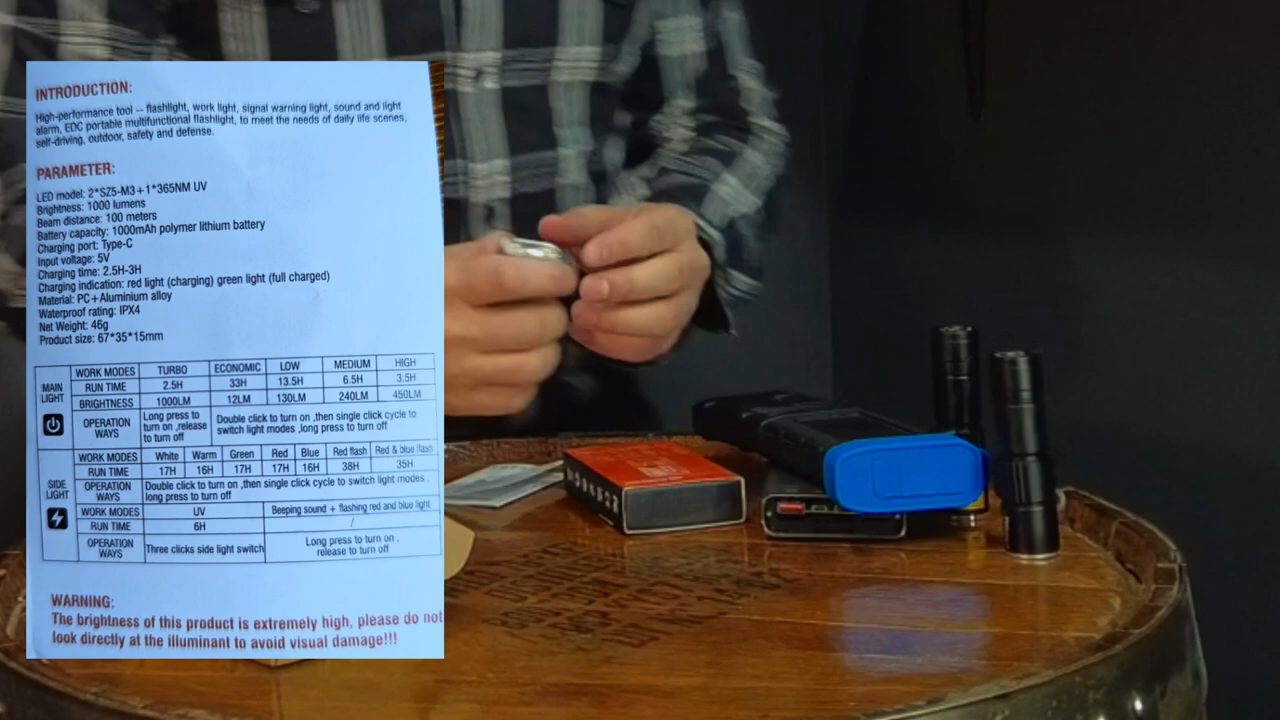 INTRODUCTION:
High-performance tool -- flashlight, work light, signal warning light, sound and light
alarm, EDC portable multifunctional flashlight, to meet the needs of daily life scenes,
self-driving, outdoor, safety and defense.
PARAMETER:
LED model: 2*SZ5-M3+1*365NM UV
Brightness: 1000 lumens
Beam distance: 100 meters
Battery capacity: 1000mAh polymer lithium battery
Charging port: Type-C
Input voltage: 5V
Charging time: 2.5H-3H
Charging indication: red light (charging) green light (full charged)
Material: PC+Aluminium alloy
Waterproof rating: IPX4
Net Weight: 46g
Product size: 67*35*15mm
MAIN LIGHT
WORK MODES TURBO ECONOMIC LOW MEDIUM HIGH
RUN TIME 2.5H 33H 13.5H 6.5H 3.5H
BRIGHTNESS 1000LM 12LM 130LM 240LM 450LM
OPERATION WAYS
Long press to
turn on ,release
to turn off
Double click to turn on ,then single click cycle to
switch light modes ,long press to turn off
SIDE LIGHT
WORK MODES White Warm Green Red Blue Red flash Red & blue flash
RUN TIME 17H 16H 17H 17H 16H 38H 35H
OPERATION WAYS
Double click to turn on ,then single click cycle to switch light modes ,
long press to turn off
WORK MODES UV Beeping sound + flashing red and blue light
RUN TIME 6H /
OPERATION WAYS
Three clicks side light switch
Long press to turn on ,
release to turn off
WARNING:
The brightness of this product is extremely high, please do not
look directly at the illuminant to avoid visual damage!!!